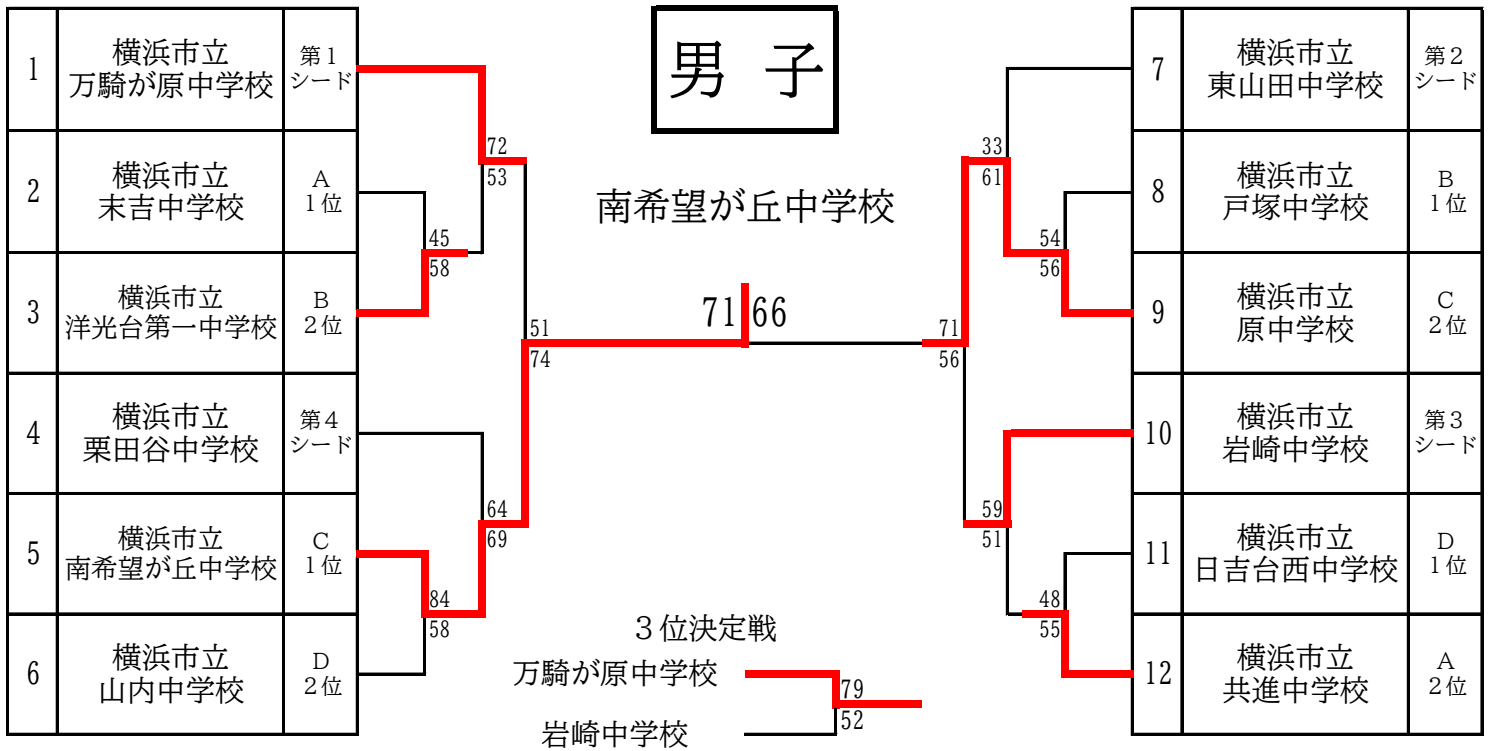 1
横浜市立
万騎が原中学校
第1
シード
2
横浜市立
末吉中学校
A
1位
3
横浜市立
洋光台第一中学校
B
2位
4
横浜市立
栗田谷中学校
第4
シード
5
横浜市立
南希望が丘中学校
C
1位
6
横浜市立
山内中学校
D
2位
72
53
45
58
51
74
64
69
84
58
男 子
南希望が丘中学校
71 66
3位決定戦
万騎が原中学校
79
52
岩崎中学校
33
61
54
56
71
56
59
51
48
55
7
横浜市立
東山田中学校
第2
シード
8
横浜市立
戸塚中学校
B
1位
9
横浜市立
原中学校
C
2位
10
横浜市立
岩崎中学校
第3
シード
11
横浜市立
日吉台西中学校
D
1位
12
横浜市立
共進中学校
A
2位